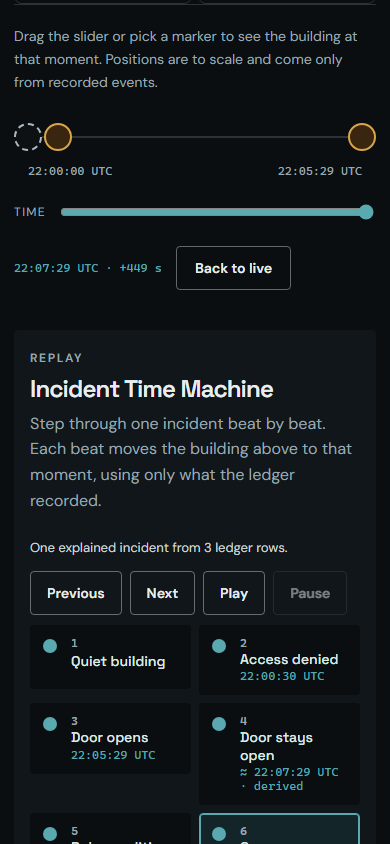 Drag the slider or pick a marker to see the building at
that moment. Positions are to scale and come only
from recorded events.
22:00:00 UTC
22:05:29 UTC
TIME
22:07:29 UTC · +449 s
Back to live
REPLAY
Incident Time Machine
Step through one incident beat by beat.
Each beat moves the building above to that
moment, using only what the ledger
recorded.
One explained incident from 3 ledger rows.
Previous
Next
Play
Pause
1
Quiet building
2
Access denied
22:00:30 UTC
3
Door opens
22:05:29 UTC
4
Door stays
open
≈ 22:07:29 UTC
· derived
5
6